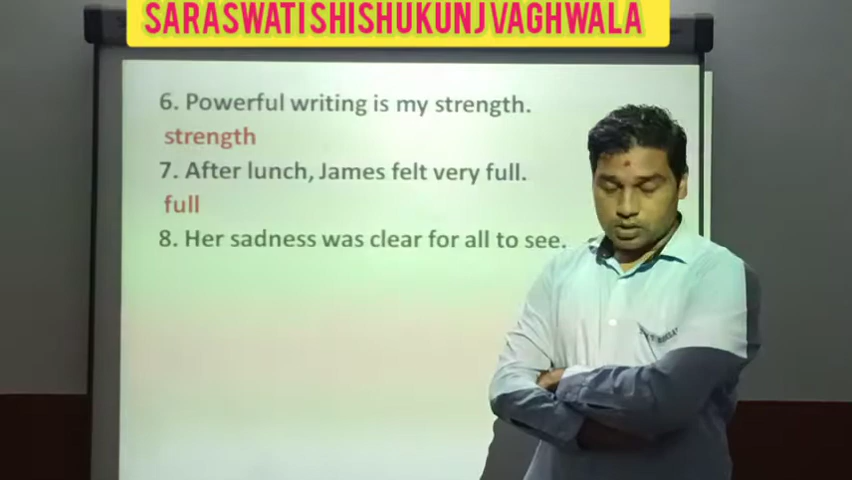 SARASWATI SHISHUKUNJ VAGHWALA
6. Powerful writing is my strength.
strength
7. After lunch, James felt very full.
full
8. Her sadness was clear for all to see.